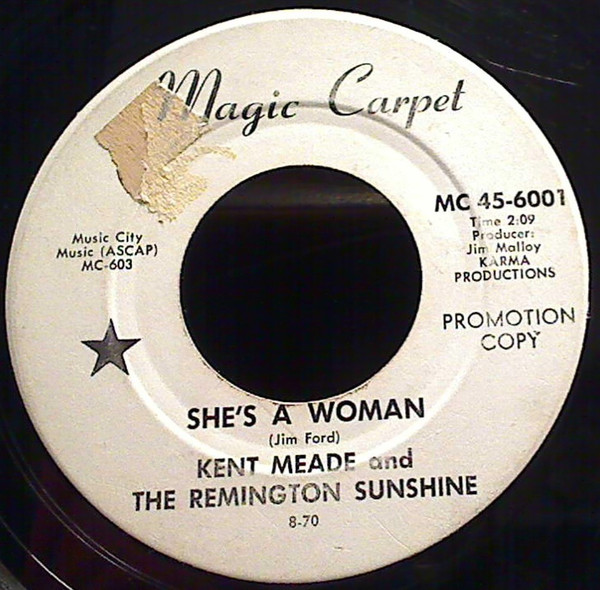 Magic Carpet
MC 45-6001
Time 2:09
Producer:
Jim Malloy
KARMA
PRODUCTIONS
Music City
Music (ASCAP)
MC-603
PROMOTION
COPY
SHE'S A WOMAN
(Jim Ford)
KENT MEADE and
THE REMINGTON SUNSHINE
8-70